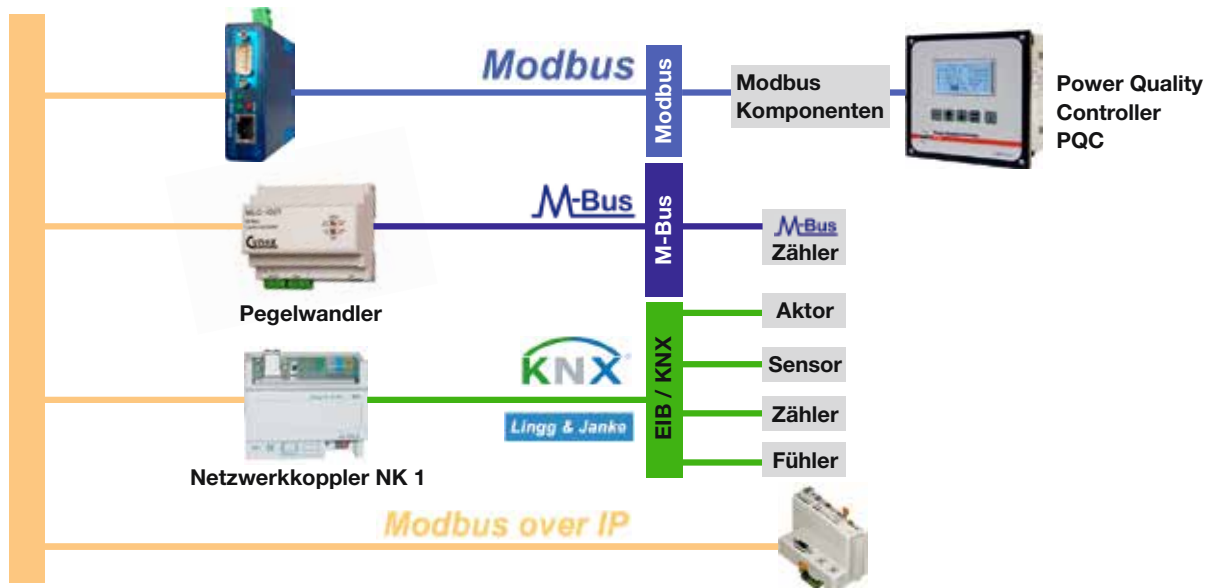 Modbus
Modbus
Modbus
Komponenten
Power Quality
Controller
PQC
M-Bus
M-Bus
M-Bus
Zähler
Pegelwandler
KNX
Lingg & Janke
EIB / KNX
Aktor
Sensor
Zähler
Fühler
Netzwerkkoppler NK 1
Modbus over IP